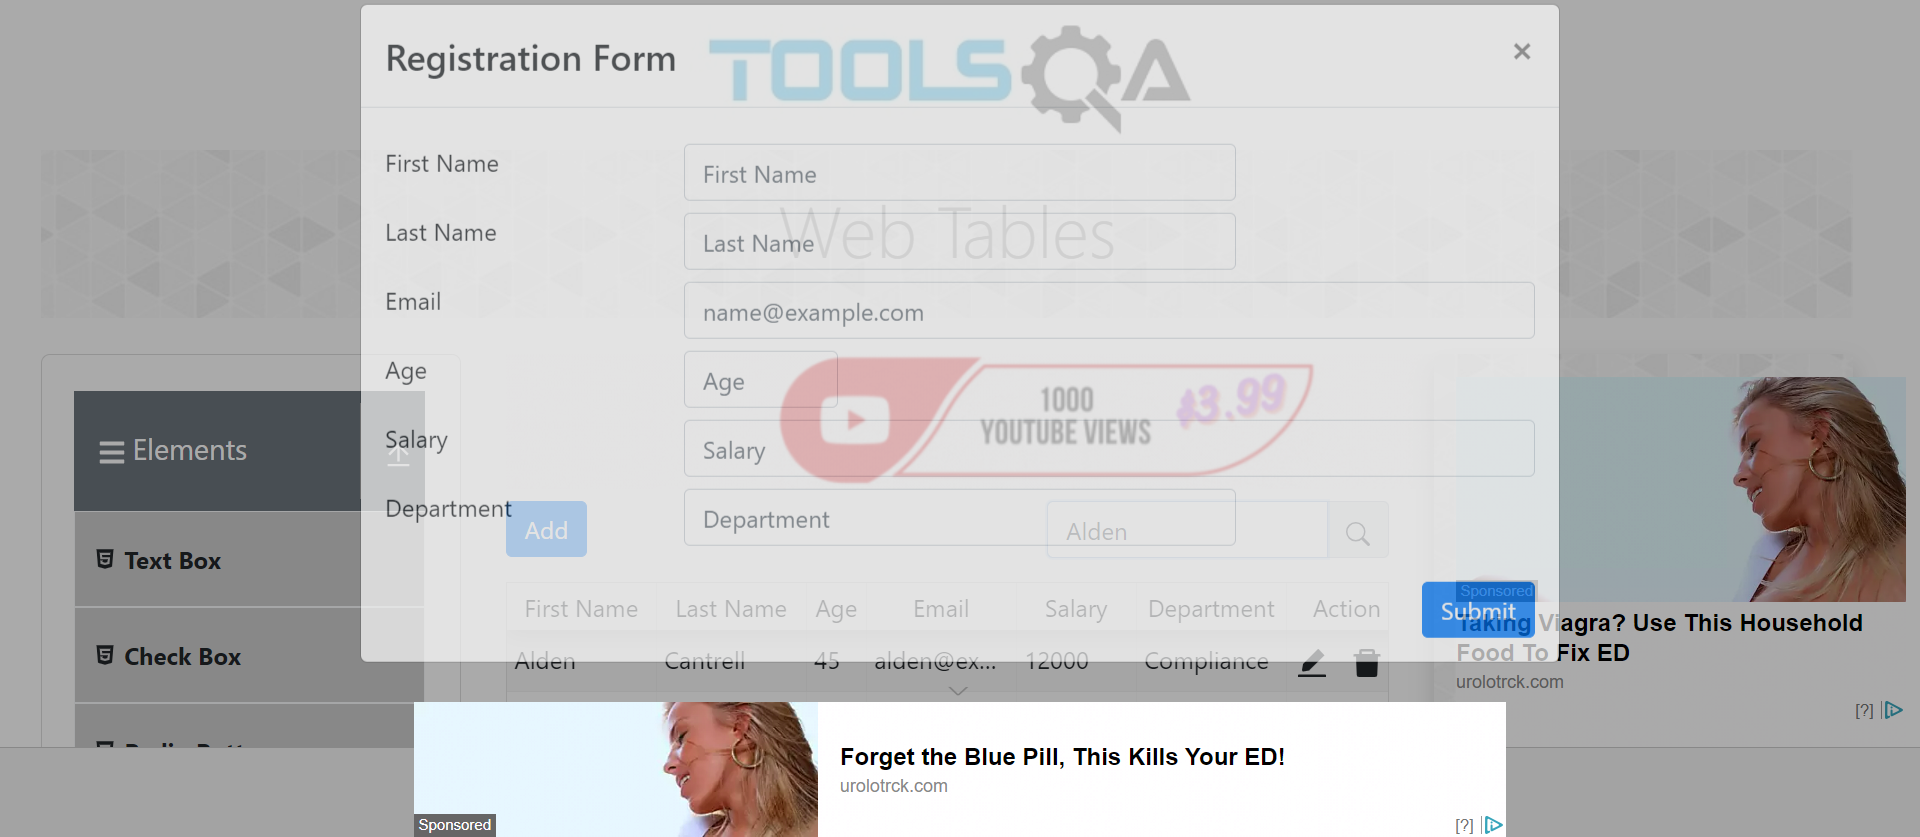 Registration Form
×
TOOLSQA
First Name
First Name
Last Name
Last Name
Web Tables
Email
name@example.com
Age
Age
1000
YOUTUBE VIEWS
$3.99
Salary
Salary
Elements
Department
Department
Add
Alden
Text Box
Check Box
First Name Last Name Age Email Salary Department Action
Alden Cantrell 45 alden@ex... 12000 Compliance
Submit
Sponsored
Taking Viagra? Use This Household
Food To Fix ED
urolotrck.com
[?]
Forget the Blue Pill, This Kills Your ED!
urolotrck.com
Sponsored
[?]